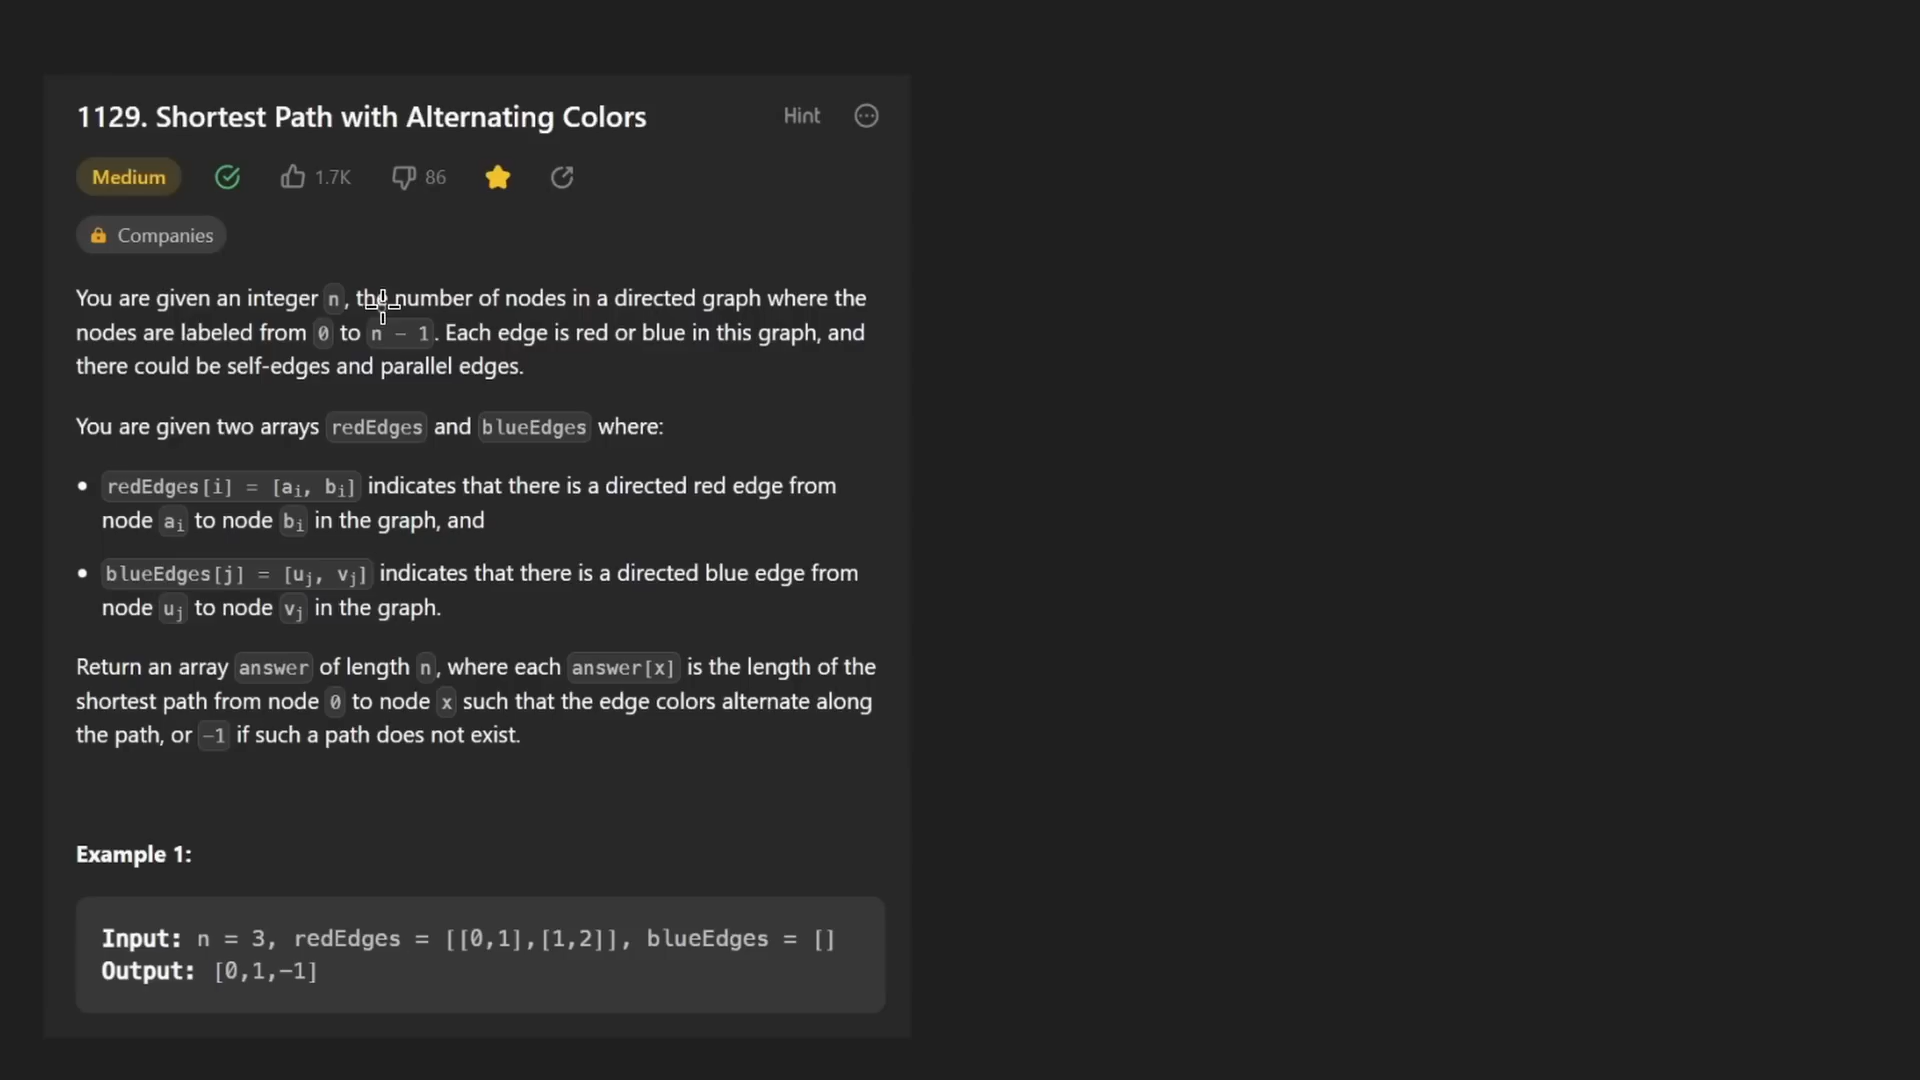 1129. Shortest Path with Alternating Colors
Hint
Medium
1.7K
86
Companies
You are given an integer n, the number of nodes in a directed graph where the
nodes are labeled from 0 to n - 1. Each edge is red or blue in this graph, and
there could be self-edges and parallel edges.
You are given two arrays redEdges and blueEdges where:
• redEdges[i] = [aᵢ, bᵢ] indicates that there is a directed red edge from
node aᵢ to node bᵢ in the graph, and
• blueEdges[j] = [uⱼ, vⱼ] indicates that there is a directed blue edge from
node uⱼ to node vⱼ in the graph.
Return an array answer of length n, where each answer[x] is the length of the
shortest path from node 0 to node x such that the edge colors alternate along
the path, or -1 if such a path does not exist.
Example 1:
Input: n = 3, redEdges = [[0,1],[1,2]], blueEdges = []
Output: [0,1,-1]